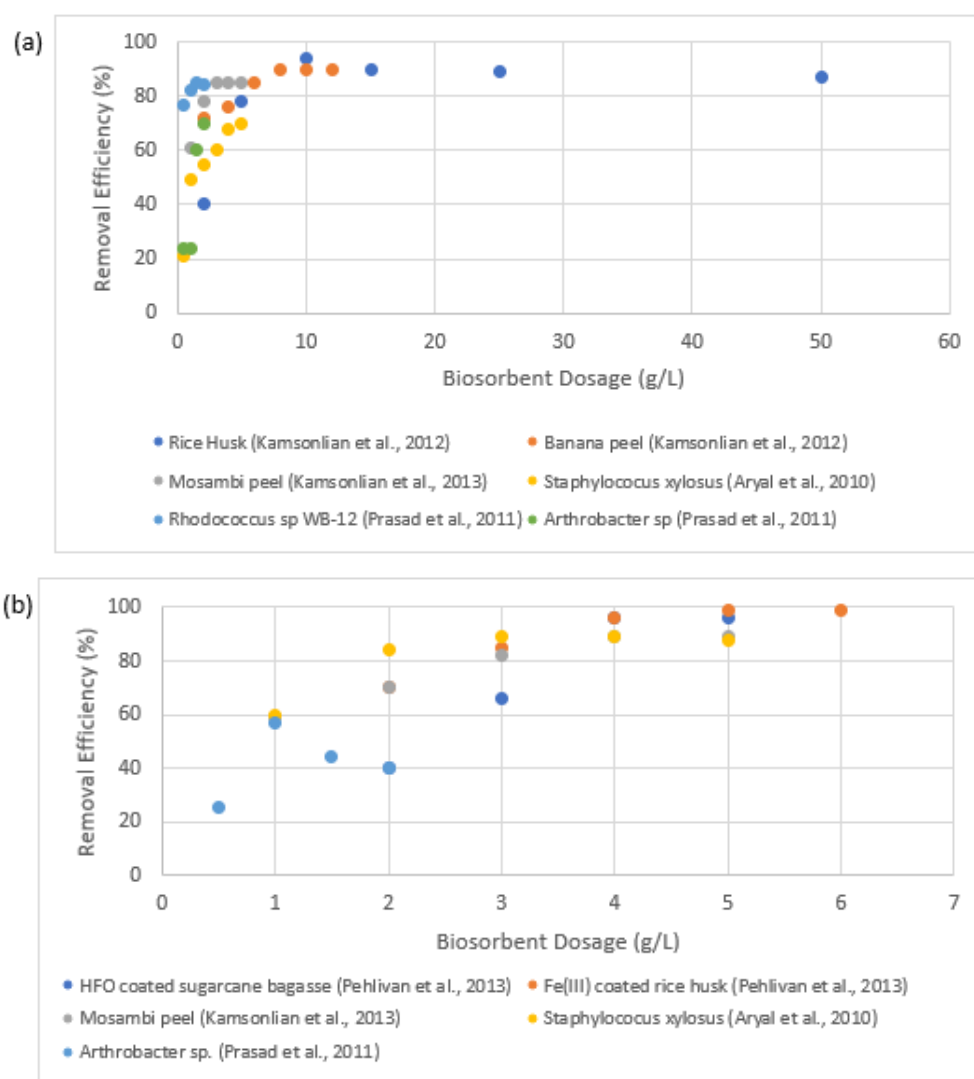 (a)
100
80
60
40
20
0
Removal Efficiency (%)
0 10 20 30 40 50 60
Biosorbent Dosage (g/L)
Rice Husk (Kamsonlian et al., 2012) Banana peel (Kamsonlian et al., 2012)
Mosambi peel (Kamsonlian et al., 2013) Staphylococus xylosus (Aryal et al., 2010)
Rhodococcus sp WB-12 (Prasad et al., 2011) Arthrobacter sp (Prasad et al., 2011)
(b)
100
80
60
40
20
0
Removal Efficiency (%)
0 1 2 3 4 5 6 7
Biosorbent Dosage (g/L)
HFO coated sugarcane bagasse (Pehlivan et al., 2013) Fe(III) coated rice husk (Pehlivan et al., 2013)
Mosambi peel (Kamsonlian et al., 2013) Staphylococus xylosus (Aryal et al., 2010)
Arthrobacter sp. (Prasad et al., 2011)